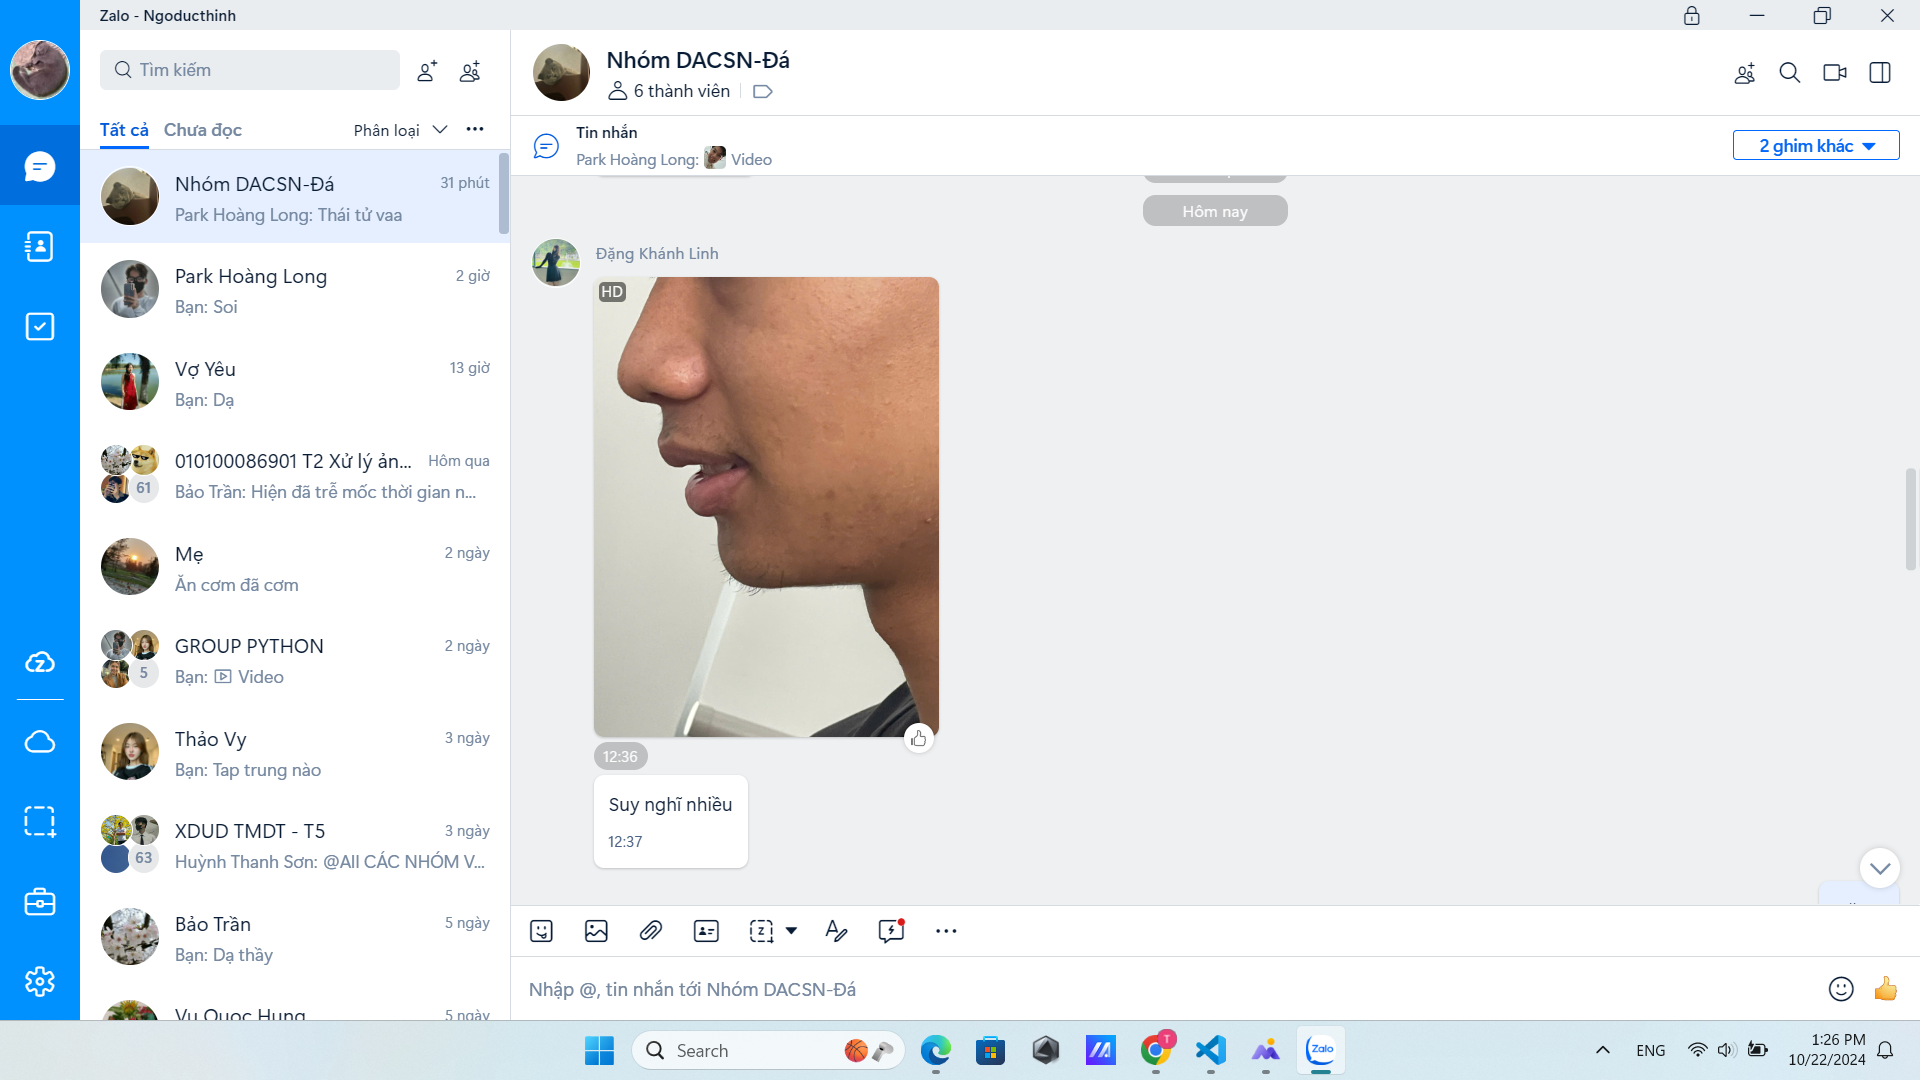 Zalo - Ngoducthinh
Tìm kiếm
Tất cả
Chưa đọc
Phân loại
Nhóm DACSN-Đá
31 phút
Park Hoàng Long: Thái tử vaa
Park Hoàng Long
2 giờ
Bạn: Soi
Vợ Yêu
13 giờ
Bạn: Dạ
010100086901 T2 Xử lý ản...
Hôm qua
61
Bảo Trần: Hiện đã trễ mốc thời gian n...
Mẹ
2 ngày
Ăn cơm đã cơm
GROUP PYTHON
2 ngày
5
Bạn: Video
Thảo Vy
3 ngày
Bạn: Tap trung nào
XDUD TMDT - T5
3 ngày
63
Huỳnh Thanh Sơn: @All CÁC NHÓM V...
Bảo Trần
5 ngày
Bạn: Dạ thầy
Vu Quoc Hung
5 ngày
Nhóm DACSN-Đá
6 thành viên
Tin nhắn
Park Hoàng Long: Video
2 ghim khác
Hôm nay
Đặng Khánh Linh
HD
12:36
Suy nghĩ nhiều
12:37
Nhập @, tin nhắn tới Nhóm DACSN-Đá
Search
T
Zalo
ENG
1:26 PM
10/22/2024